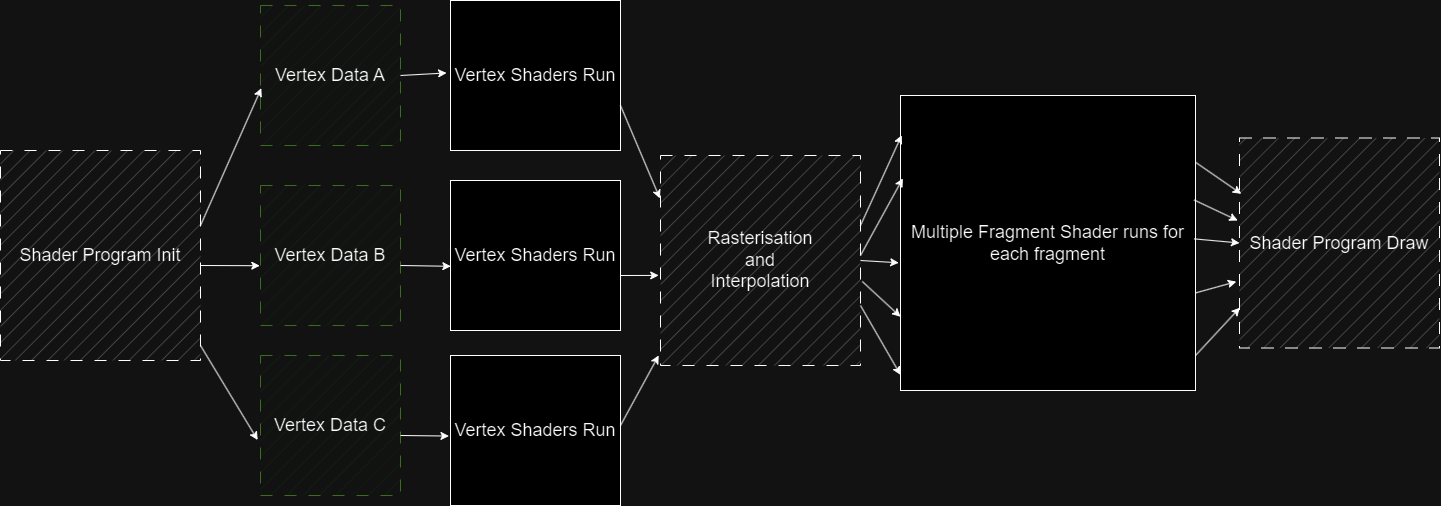 Shader Program Init
Vertex Data A
Vertex Shaders Run
Vertex Data B
Vertex Shaders Run
Vertex Data C
Vertex Shaders Run
Rasterisation
and
Interpolation
Multiple Fragment Shader runs for
each fragment
Shader Program Draw